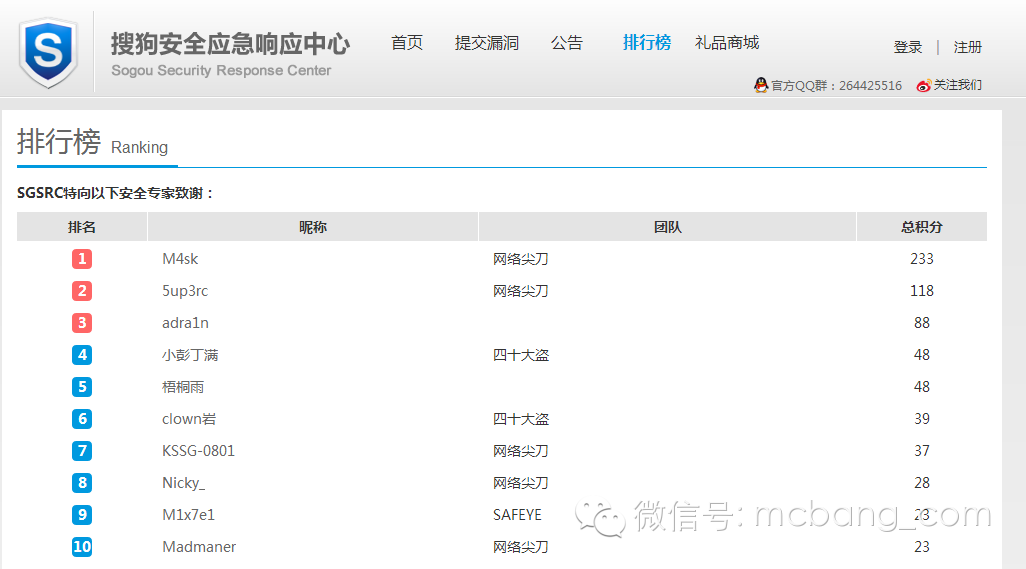 S 搜狗安全应急响应中心 首页 提交漏洞 公告 排行榜 礼品商城 登录 | 注册
Sogou Security Response Center 官方QQ群：264425516 关注我们
排行榜 Ranking
SGSRC特向以下安全专家致谢：
排名 昵称 团队 总积分
1 M4sk 网络尖刀 233
2 5up3rc 网络尖刀 118
3 adra1n 88
4 小彭丁满 四十大盗 48
5 梧桐雨 48
6 clown岩 四十大盗 39
7 KSSG-0801 网络尖刀 37
8 Nicky_ 网络尖刀 28
9 M1x7e1 SAFEYE 23
微信号: mcbang_com
10 Madmaner 网络尖刀 23